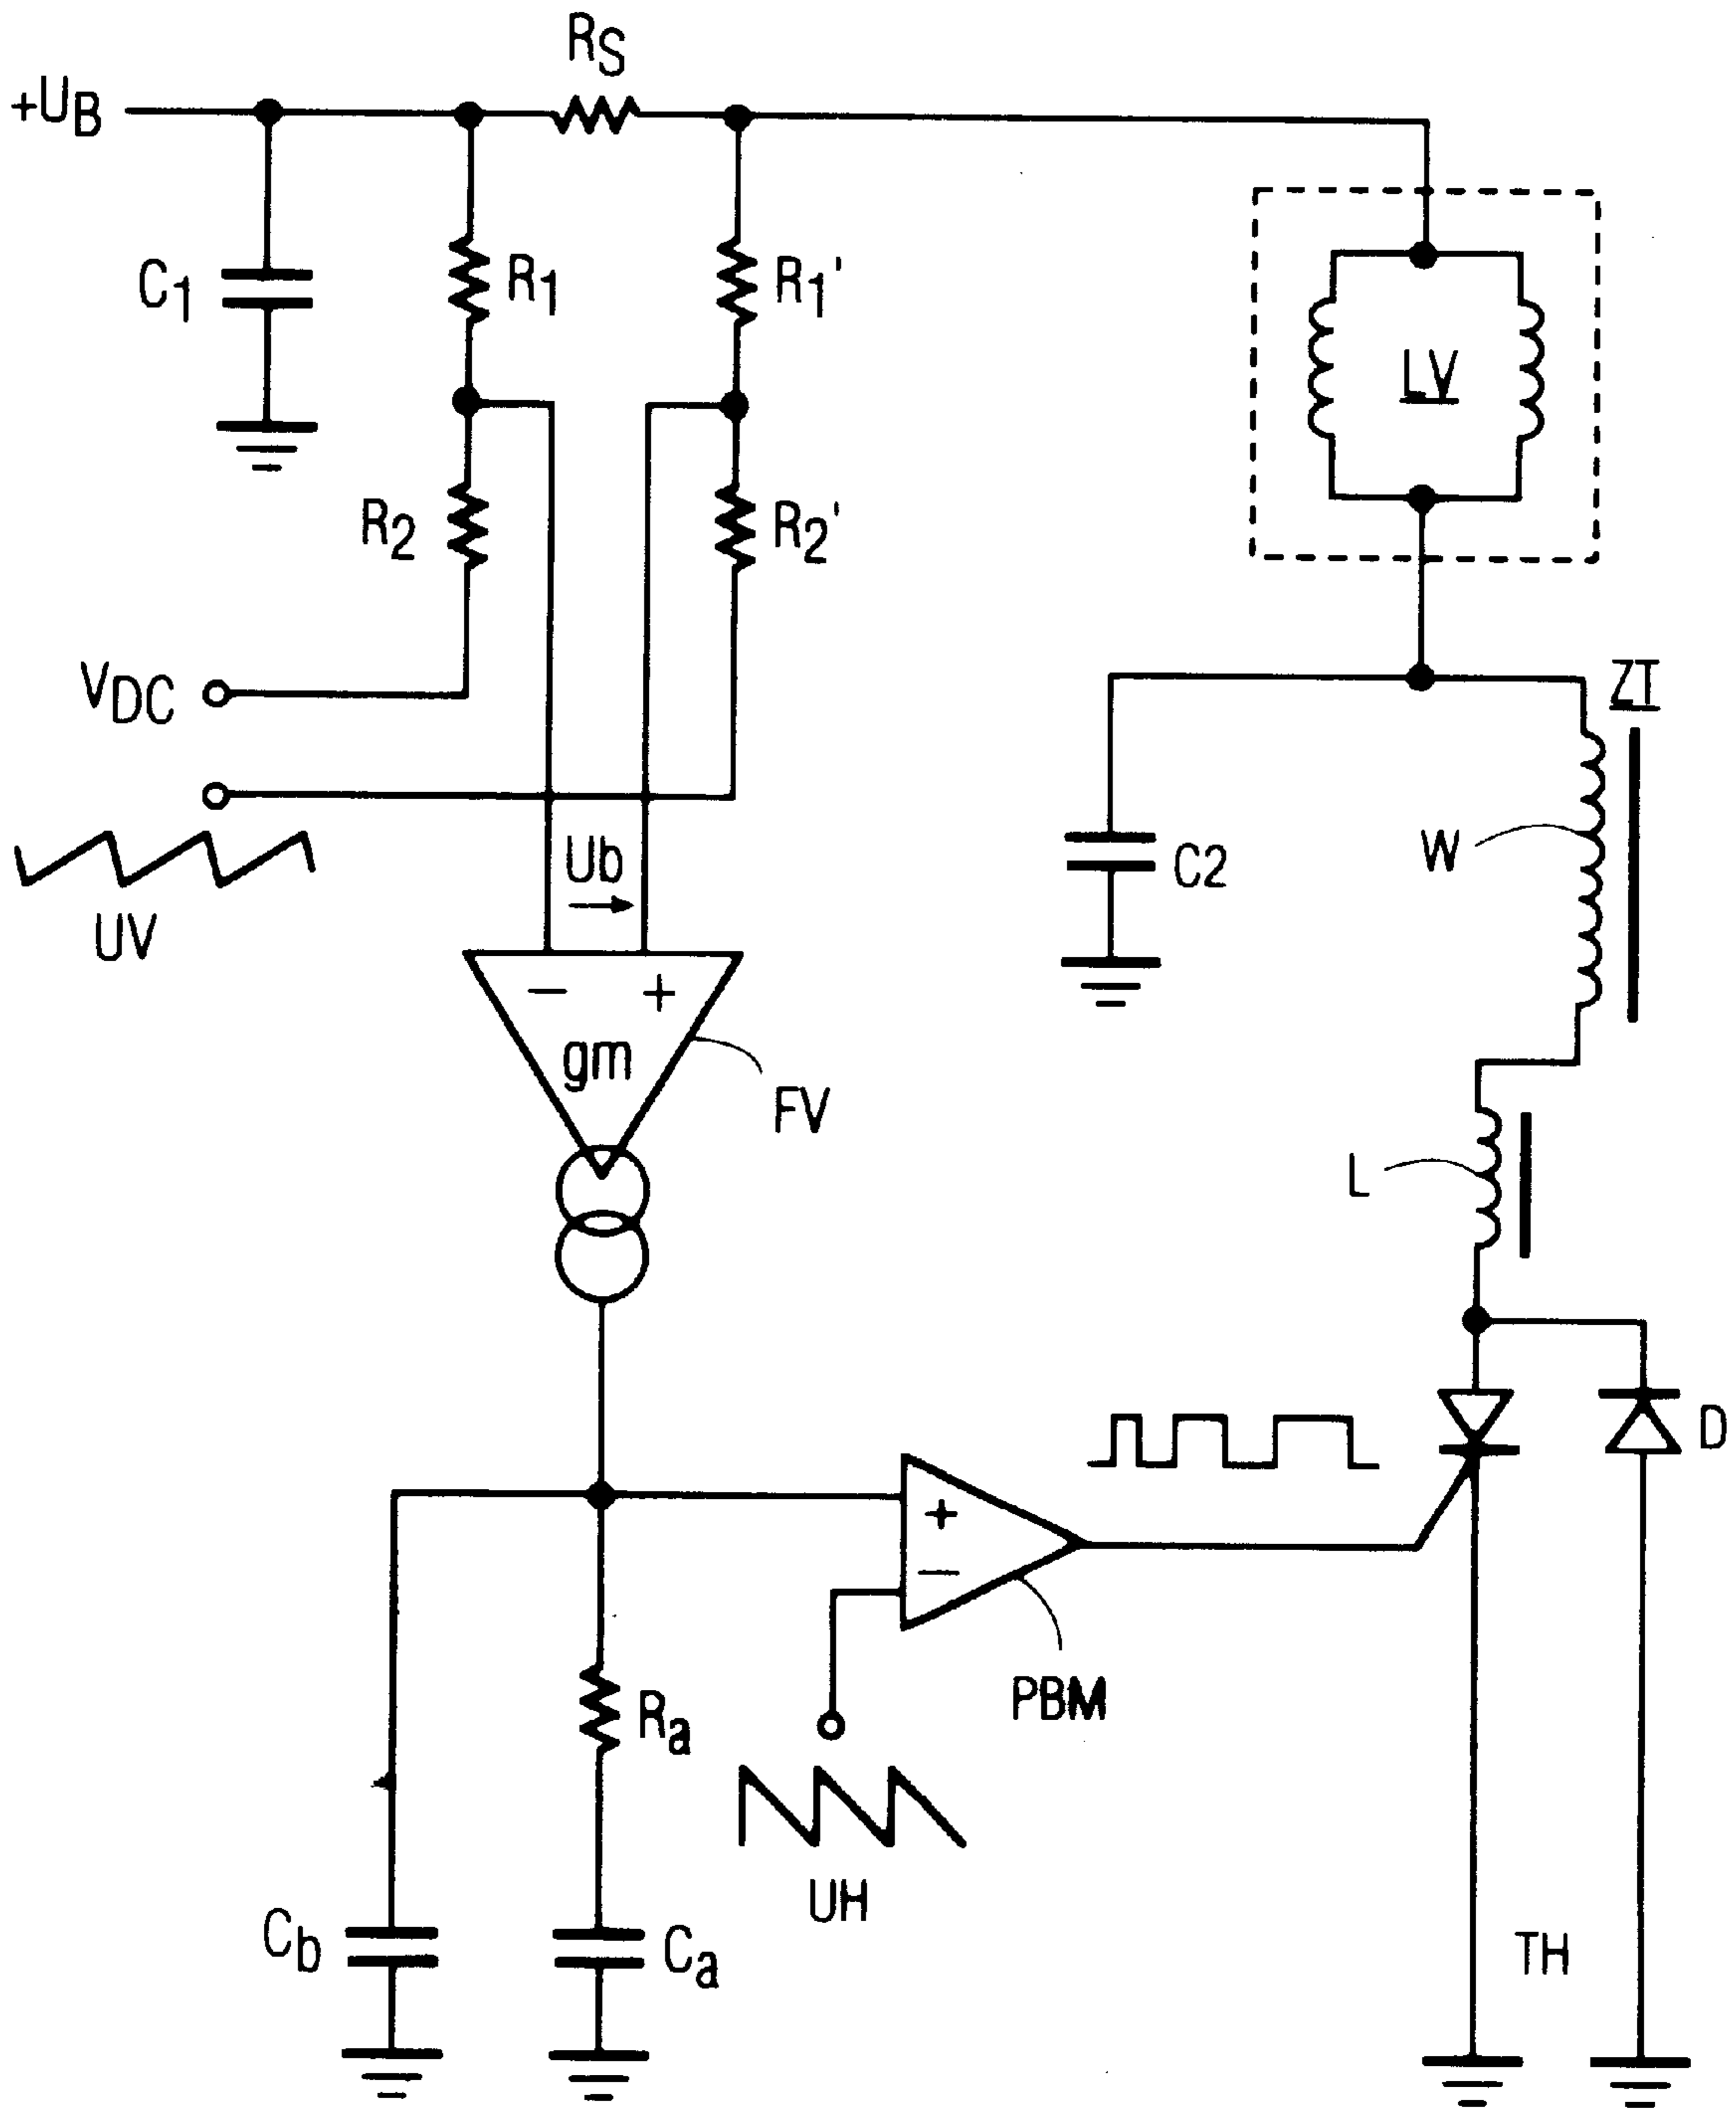 RS
+UB
C1
R1
R1'
LV
R2
R2'
VDC
ZT
Ub
W
C2
UV
- +
gm
FV
L
D
+
-
PBM
Ra
UH
Cb
Ca
TH